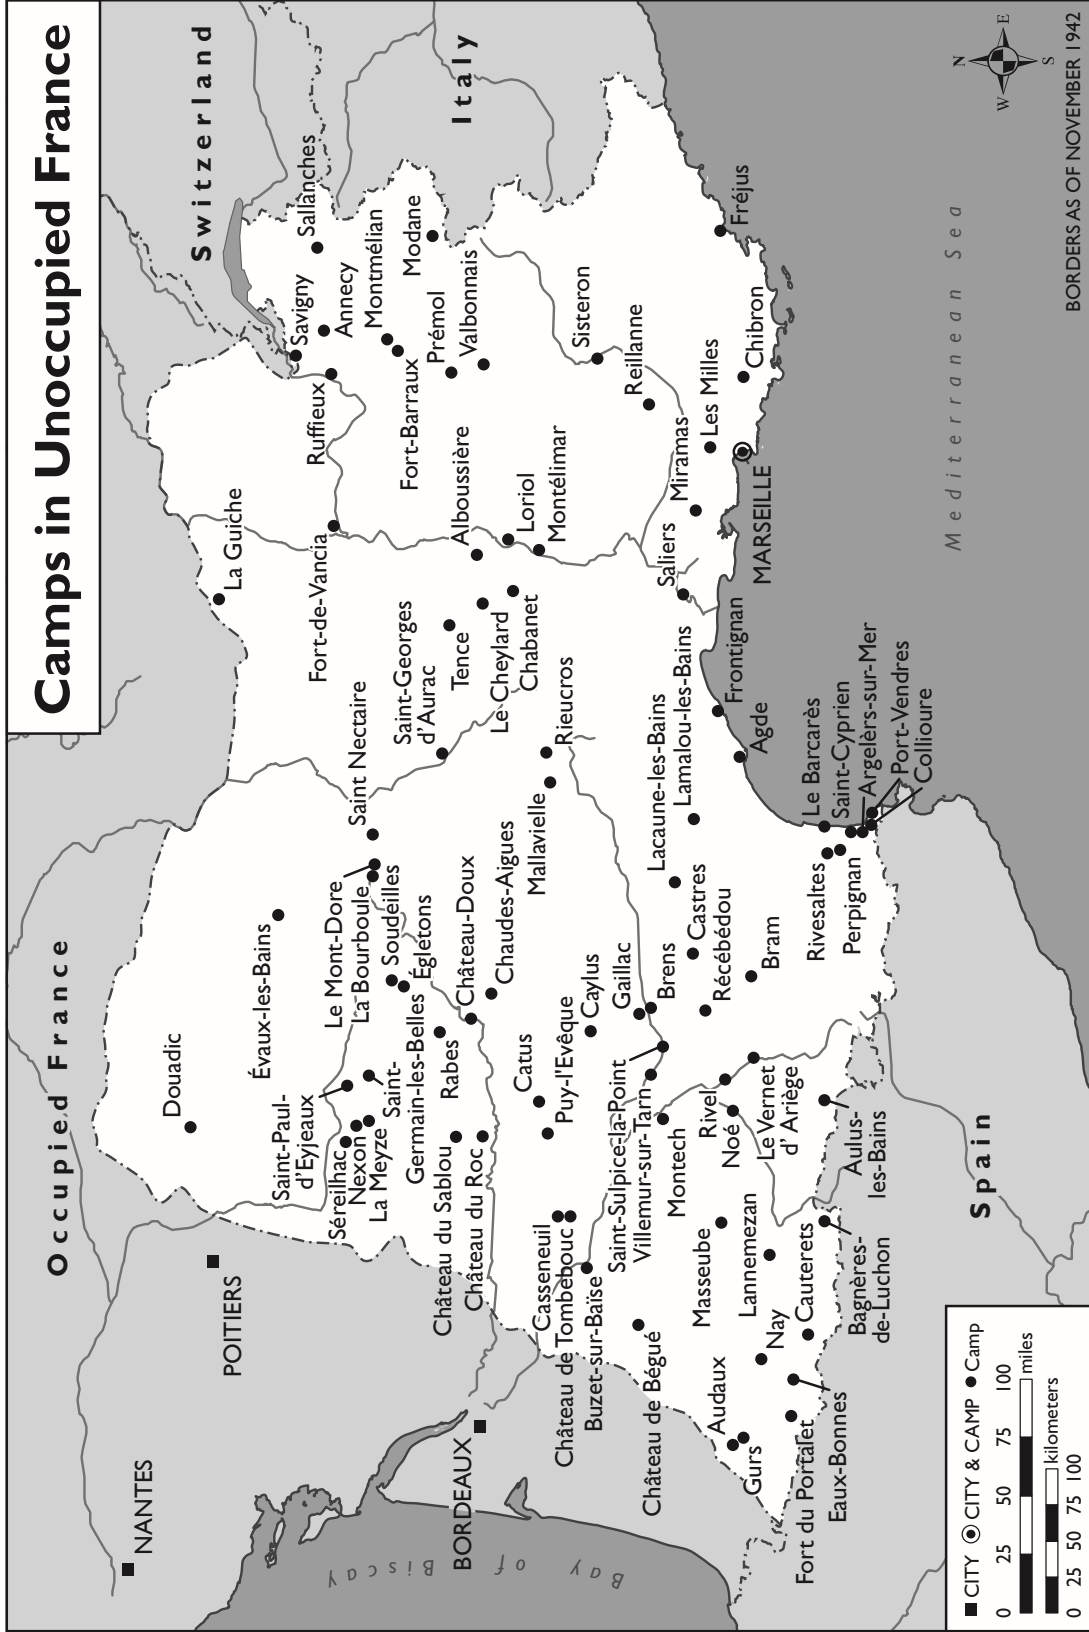 Camps in Unoccupied France
Occupied France
Switzerland
Italy
Spain
Mediterranean Sea
Bay of Biscay
NANTES
POITIERS
BORDEAUX
MARSEILLE
Douadic
La Guiche
Évaux-les-Bains
Savigny
Sallanches
Annecy
Ruffieux
Montmélian
Fort-Barraux
Modane
Prémol
Valbonnais
Fort-de-Vancia
Saint-Paul-
d'Eyjeaux
Séreilhac
Nexon
La Meyze
Saint-
Germain-les-Belles
Le Mont-Dore
La Bourboule
Saint Nectaire
Soudeilles
Égletons
Rabes
Château-Doux
Château du Sablou
Château du Roc
Chaudes-Aigues
Saint-Georges
d'Aurac
Tence
Le Cheylard
Chabanet
Alboussière
Loriol
Montélimar
Rieucros
Mallavielle
Catus
Puy-l'Evêque
Caylus
Gaillac
Brens
Casseneuil
Château de Tombebouc
Buzet-sur-Baïse
Saint-Sulpice-la-Point
Villemur-sur-Tarn
Montech
Château de Bégué
Sisteron
Reillanne
Les Milles
Miramas
Saliers
Chibron
Fréjus
Lacaune-les-Bains
Lamalou-les-Bains
Frontignan
Agde
Castres
Récébédou
Bram
Rivel
Noé
Le Vernet
d' Ariège
Masseube
Lannemezan
Nay
Cauterets
Audaux
Gurs
Fort du Portalet
Eaux-Bonnes
Bagnères-
de-Luchon
Aulus-
les-Bains
Rivesaltes
Perpignan
Le Barcarès
Saint-Cyprien
Argelèrs-sur-Mer
Port-Vendres
Collioure
N
E
S
W
BORDERS AS OF NOVEMBER 1942
CITY CITY & CAMP Camp
0 25 50 75 100
miles
kilometers
0 25 50 75 100